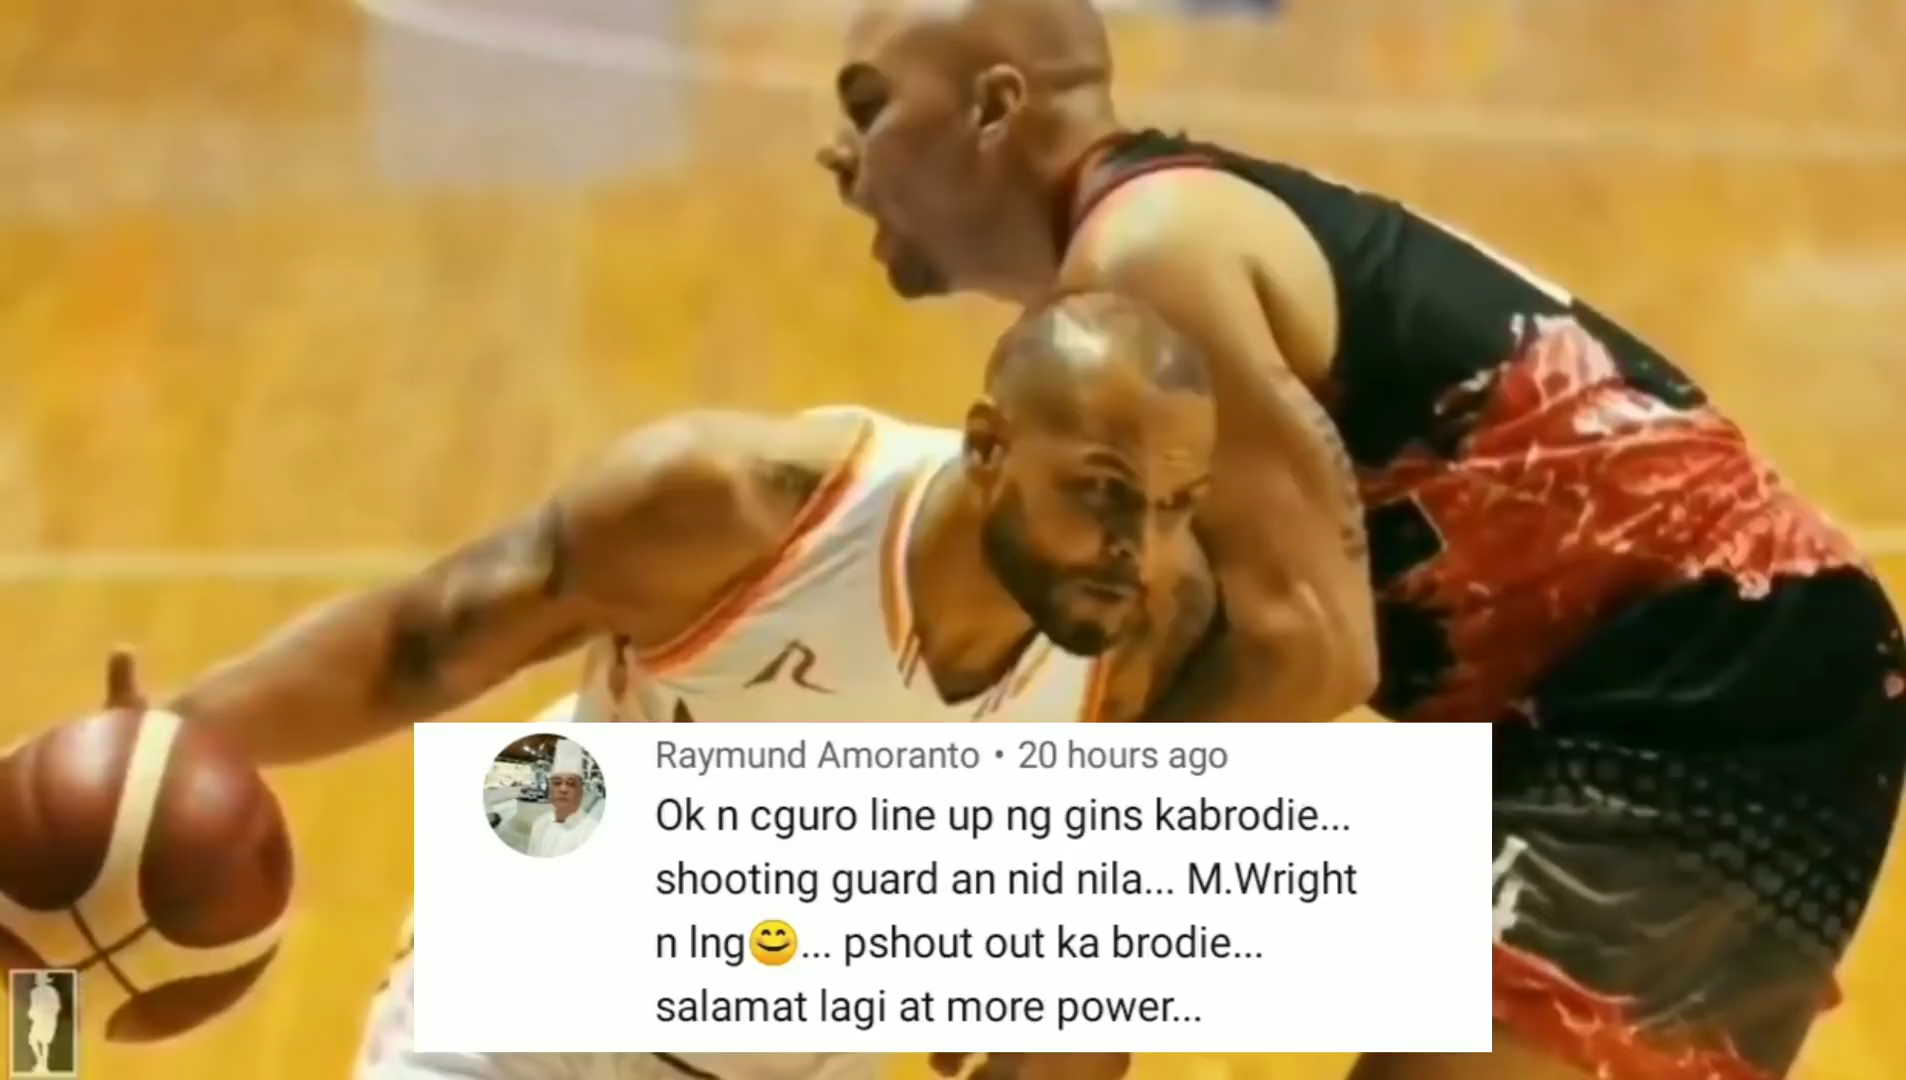 Raymund Amoranto • 20 hours ago
Ok n cguro line up ng gins kabrodie...
shooting guard an nid nila... M.Wright
n lng😊... pshout out ka brodie...
salamat lagi at more power...